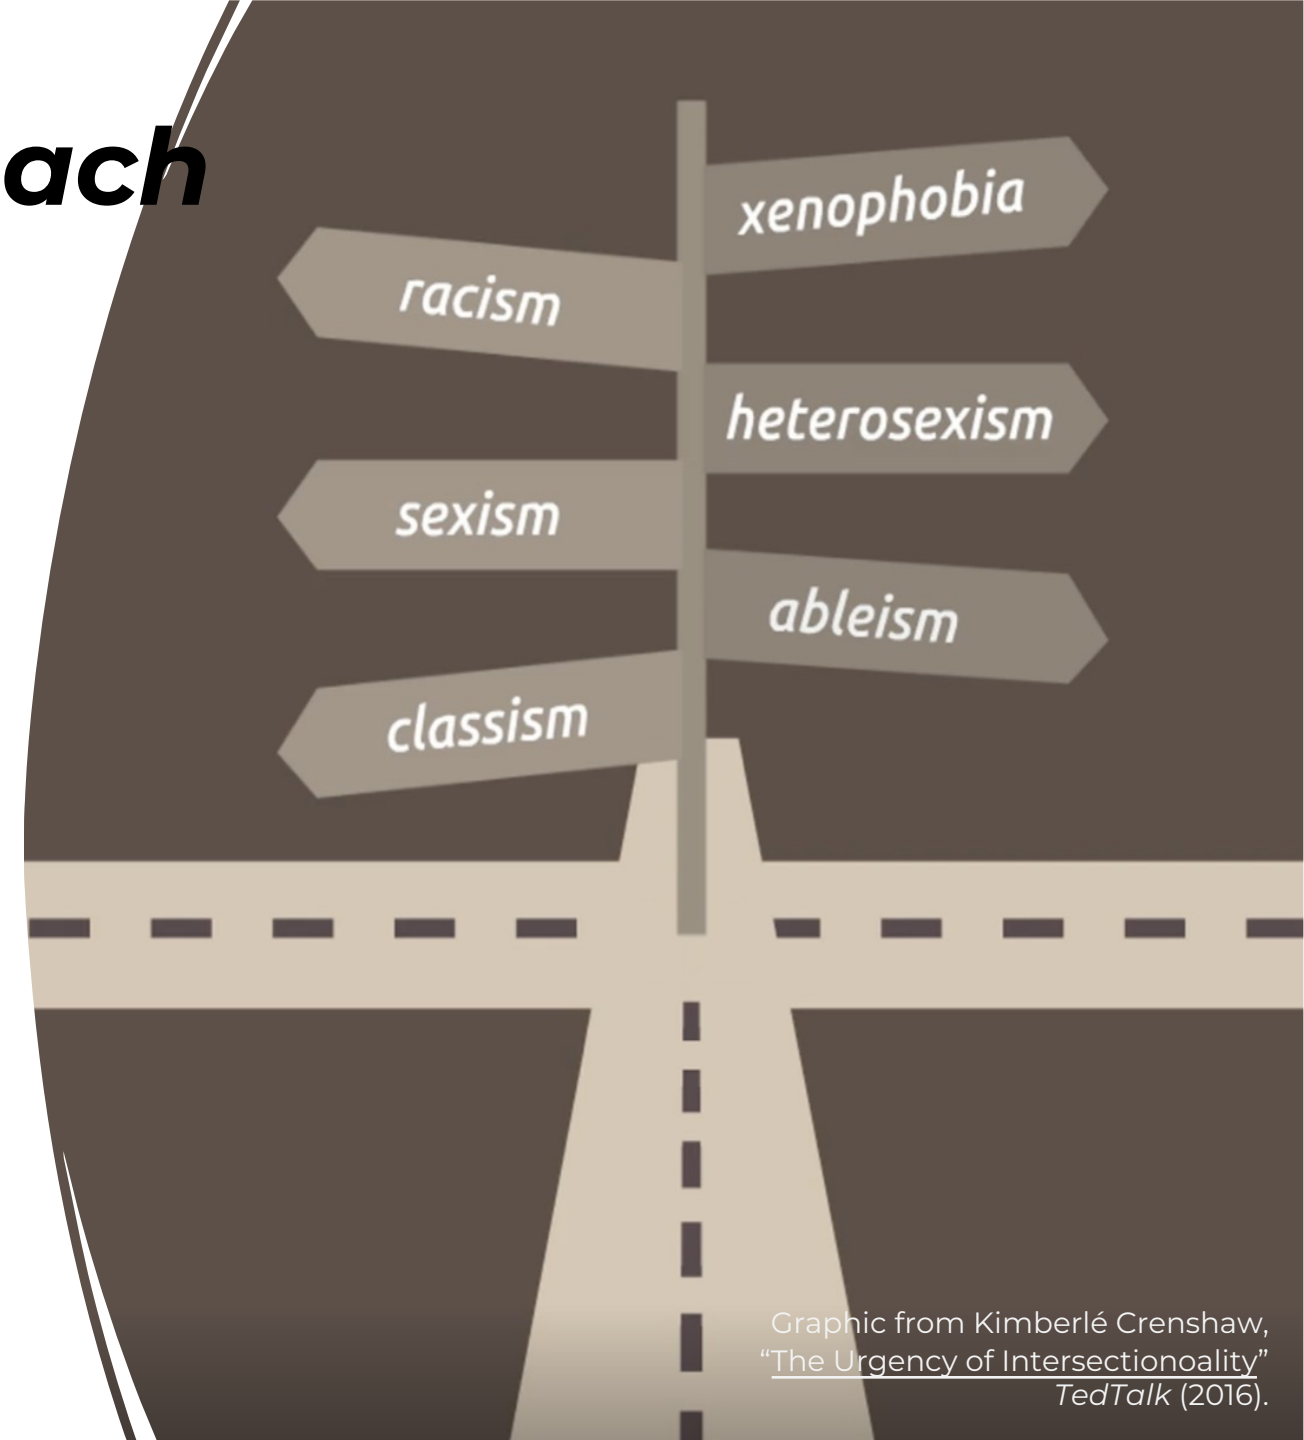 ach
xenophobia
racism
heterosexism
sexism
ableism
classism
Graphic from Kimberlé Crenshaw,
“The Urgency of Intersectionoality”
TedTalk (2016).